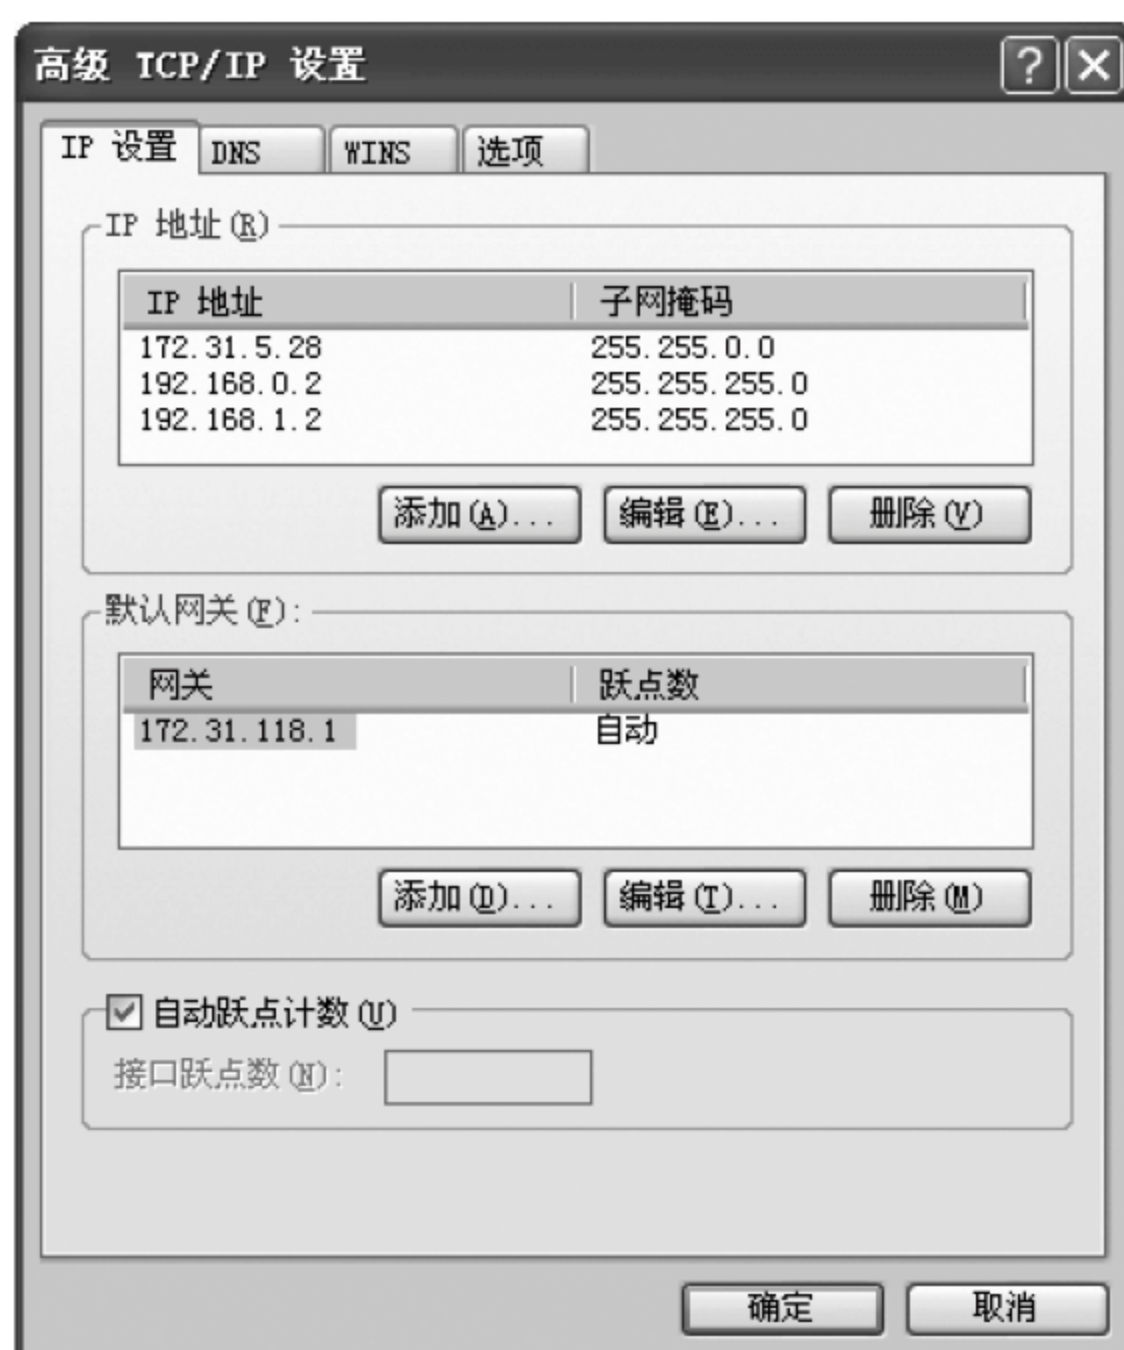 高级 TCP/IP 设置
IP 设置 DNS WINS 选项
IP 地址(R)
IP 地址 子网掩码
172.31.5.28 255.255.0.0
192.168.0.2 255.255.255.0
192.168.1.2 255.255.255.0
添加(A)... 编辑(E)... 删除(V)
默认网关(F):
网关 跃点数
172.31.118.1 自动
添加(D)... 编辑(T)... 删除(M)
自动跃点计数(U)
接口跃点数(N):
确定 取消